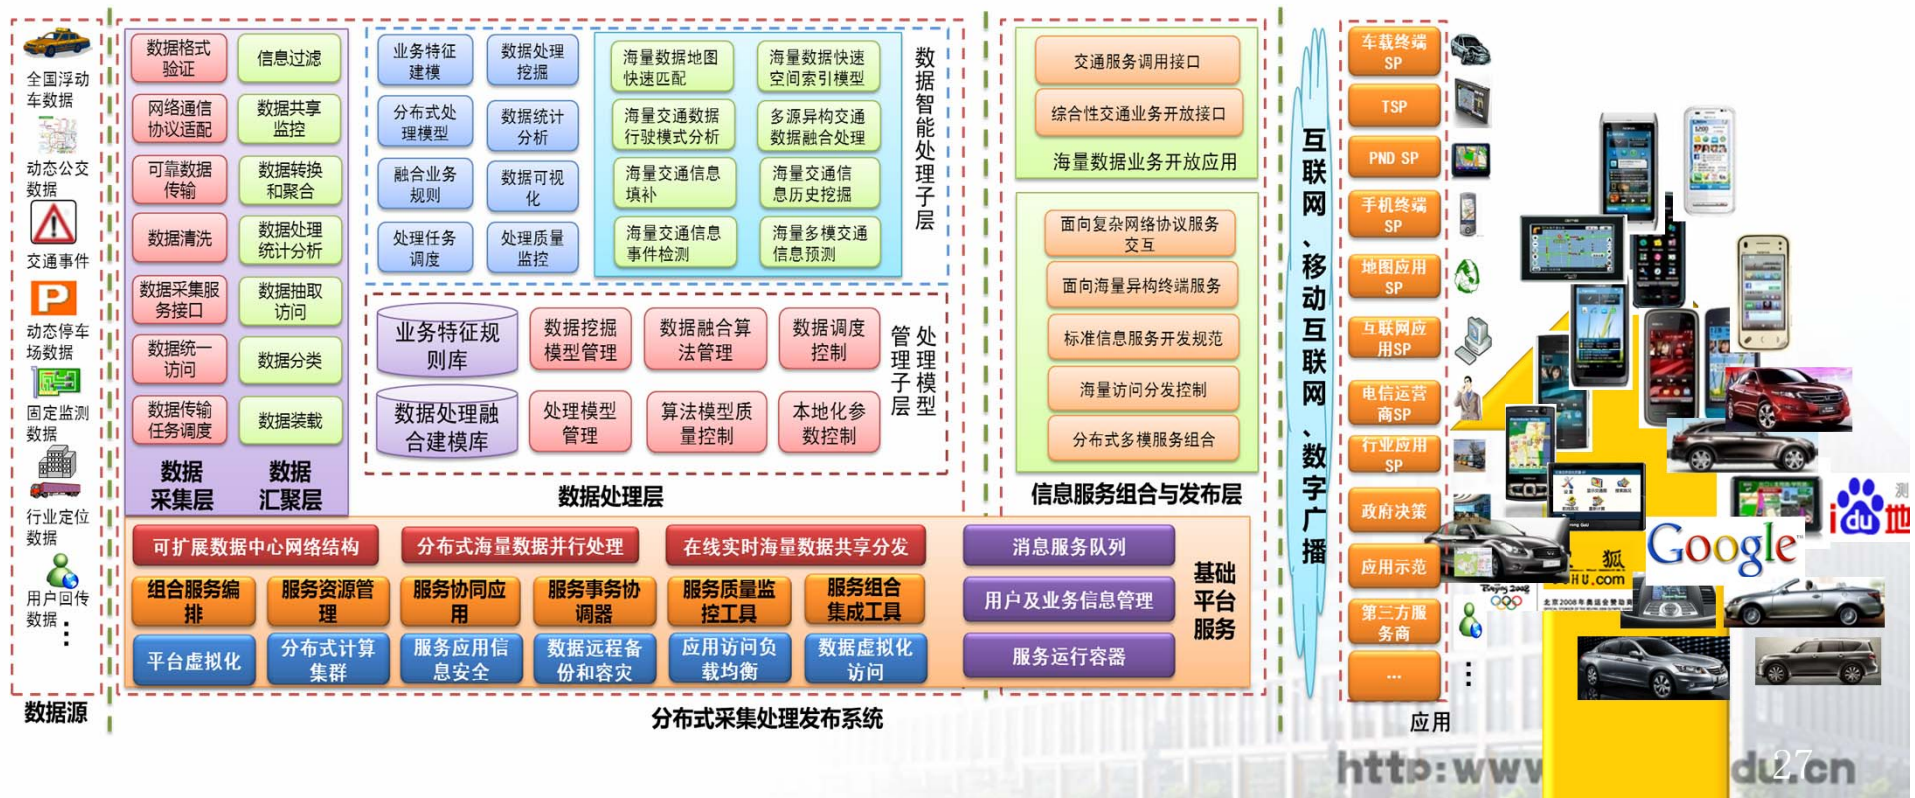 全国浮动
车数据
动态公交
数据
交通事件
P
动态停车
场数据
固定监测
数据
行业定位
数据
用户回传
数据
⋮
数据源
数据格式
验证
网络通信
协议适配
可靠数据
传输
数据清洗
数据采集服
务接口
数据统一
访问
数据传输
任务调度
数据
采集层
信息过滤
数据共享
监控
数据转换
和聚合
数据处理
统计分析
数据抽取
访问
数据分类
数据装载
数据
汇聚层
业务特征
建模
数据处理
挖掘
分布式处
理模型
数据统计
分析
融合业务
规则
数据可视
化
处理任务
调度
处理质量
监控
海量数据地图
快速匹配
海量数据快速
空间索引模型
海量交通数据
行驶模式分析
多源异构交通
数据融合处理
海量交通信息
填补
海量交通信
息历史挖掘
海量交通信息
事件检测
海量多模交通
信息预测
数据智能处理子层
业务特征规
则库
数据挖掘
模型管理
数据融合算
法管理
数据调度
控制
数据处理融
合建模库
处理模型
管理
算法模型质
量控制
本地化参
数控制
处理模型
管理子层
数据处理层
交通服务调用接口
综合性交通业务开放接口
海量数据业务开放应用
面向复杂网络协议服务
交互
面向海量异构终端服务
标准信息服务开发规范
海量访问分发控制
分布式多模服务组合
信息服务组合与发布层
可扩展数据中心网络结构
分布式海量数据并行处理
在线实时海量数据共享分发
组合服务编
排
服务资源管
理
服务协同应
用
服务事务协
调器
服务质量监
控工具
服务组合
集成工具
平台虚拟化
分布式计算
集群
服务应用信
息安全
数据远程备
份和容灾
应用访问负
载均衡
数据虚拟化
访问
消息服务队列
用户及业务信息管理
服务运行容器
基础
平台
服务
分布式采集处理发布系统
互联网、移动互联网、数字广播
车载终端
SP
TSP
PND SP
手机终端
SP
地图应用
SP
互联网应
用SP
电信运营
商SP
行业应用
SP
政府决策
应用示范
第三方服
务商
...
⋮
应用
测
du
地
Google
狐
HU.com
Beijing 2008
北京2008年奥运会赞助商
http:www
du.cn
27